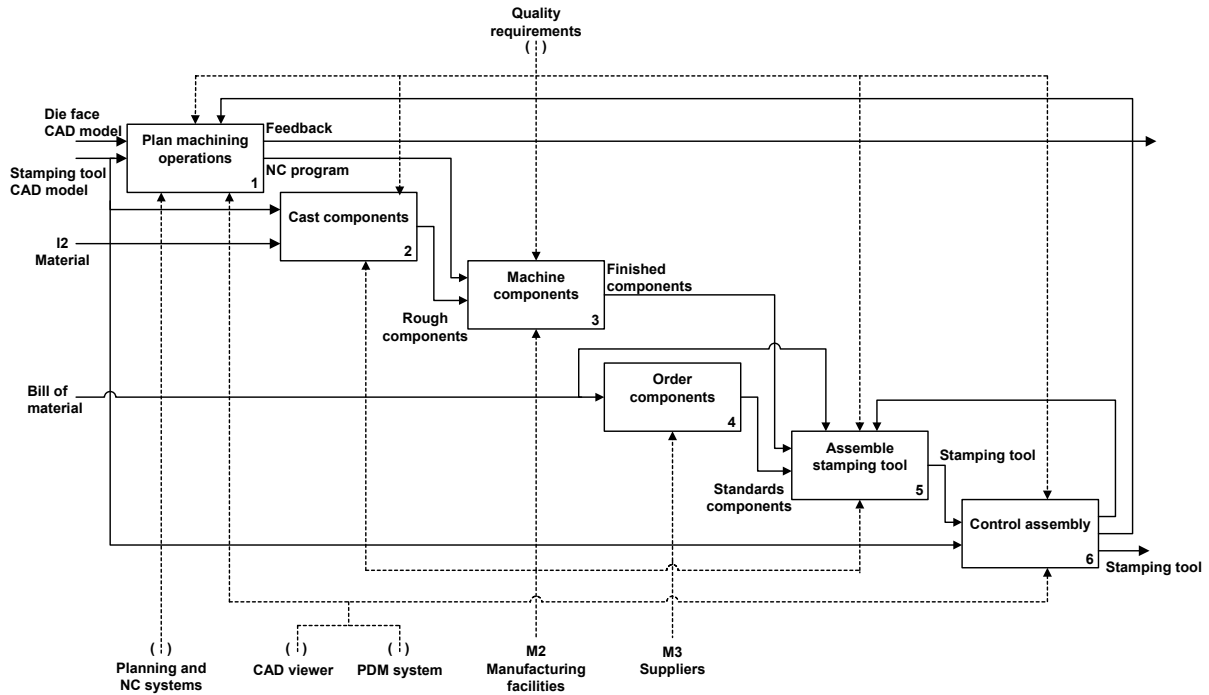 Quality
requirements
( )
Die face
CAD model
Plan machining
operations
1
Feedback
NC program
Stamping tool
CAD model
Cast components
2
I2
Material
Machine
components
3
Finished
components
Rough
components
Bill of
material
Order
components
4
Assemble
stamping tool
5
Stamping tool
Standards
components
Control assembly
6
Stamping tool
( )
Planning and
NC systems
( )
CAD viewer
( )
PDM system
M2
Manufacturing
facilities
M3
Suppliers